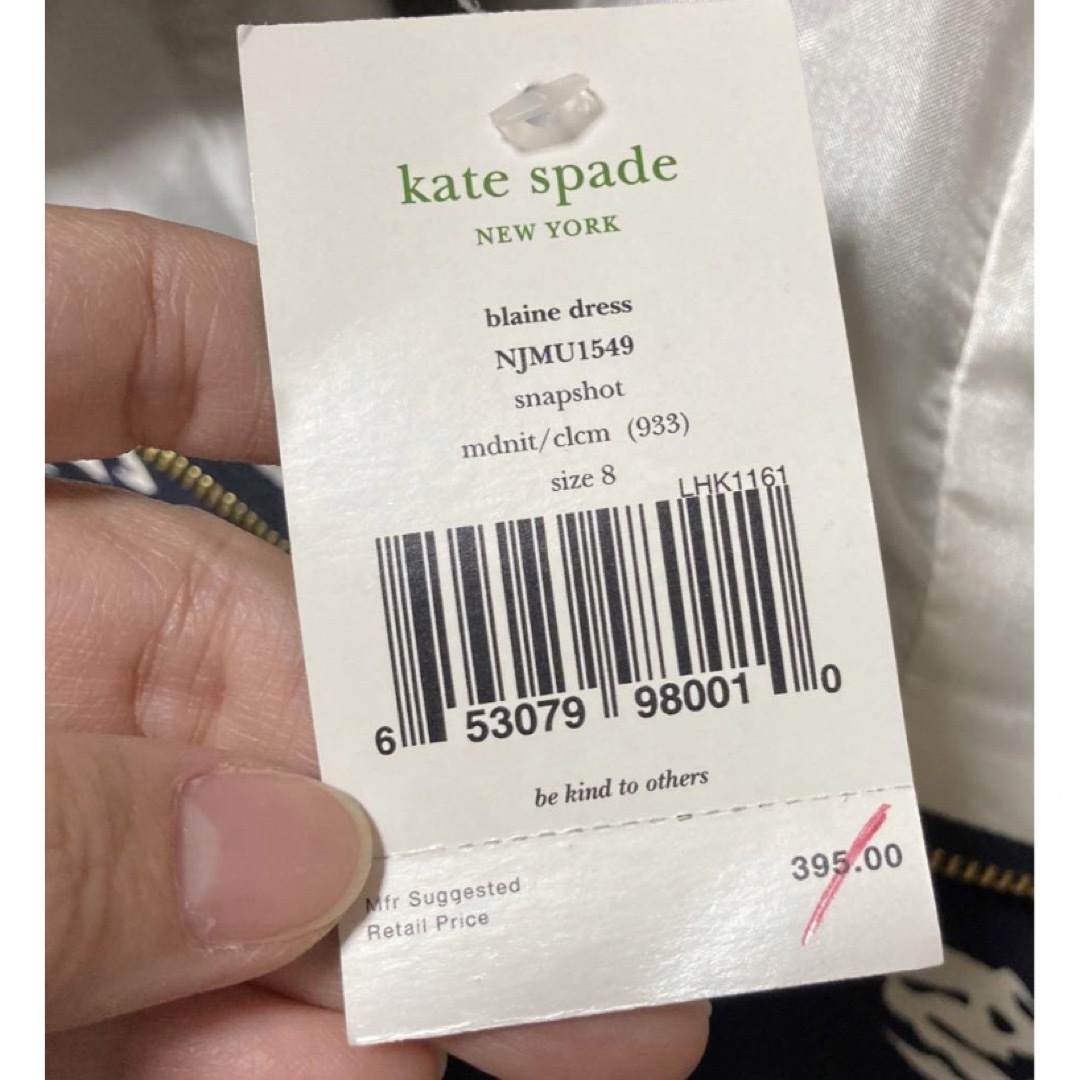 kate spade
NEW YORK
blaine dress
NJMU1549
snapshot
mdnit/clcm (933)
size 8
LHK1161
6 53079 98001 0
be kind to others
Mfr Suggested
Retail Price
395.00